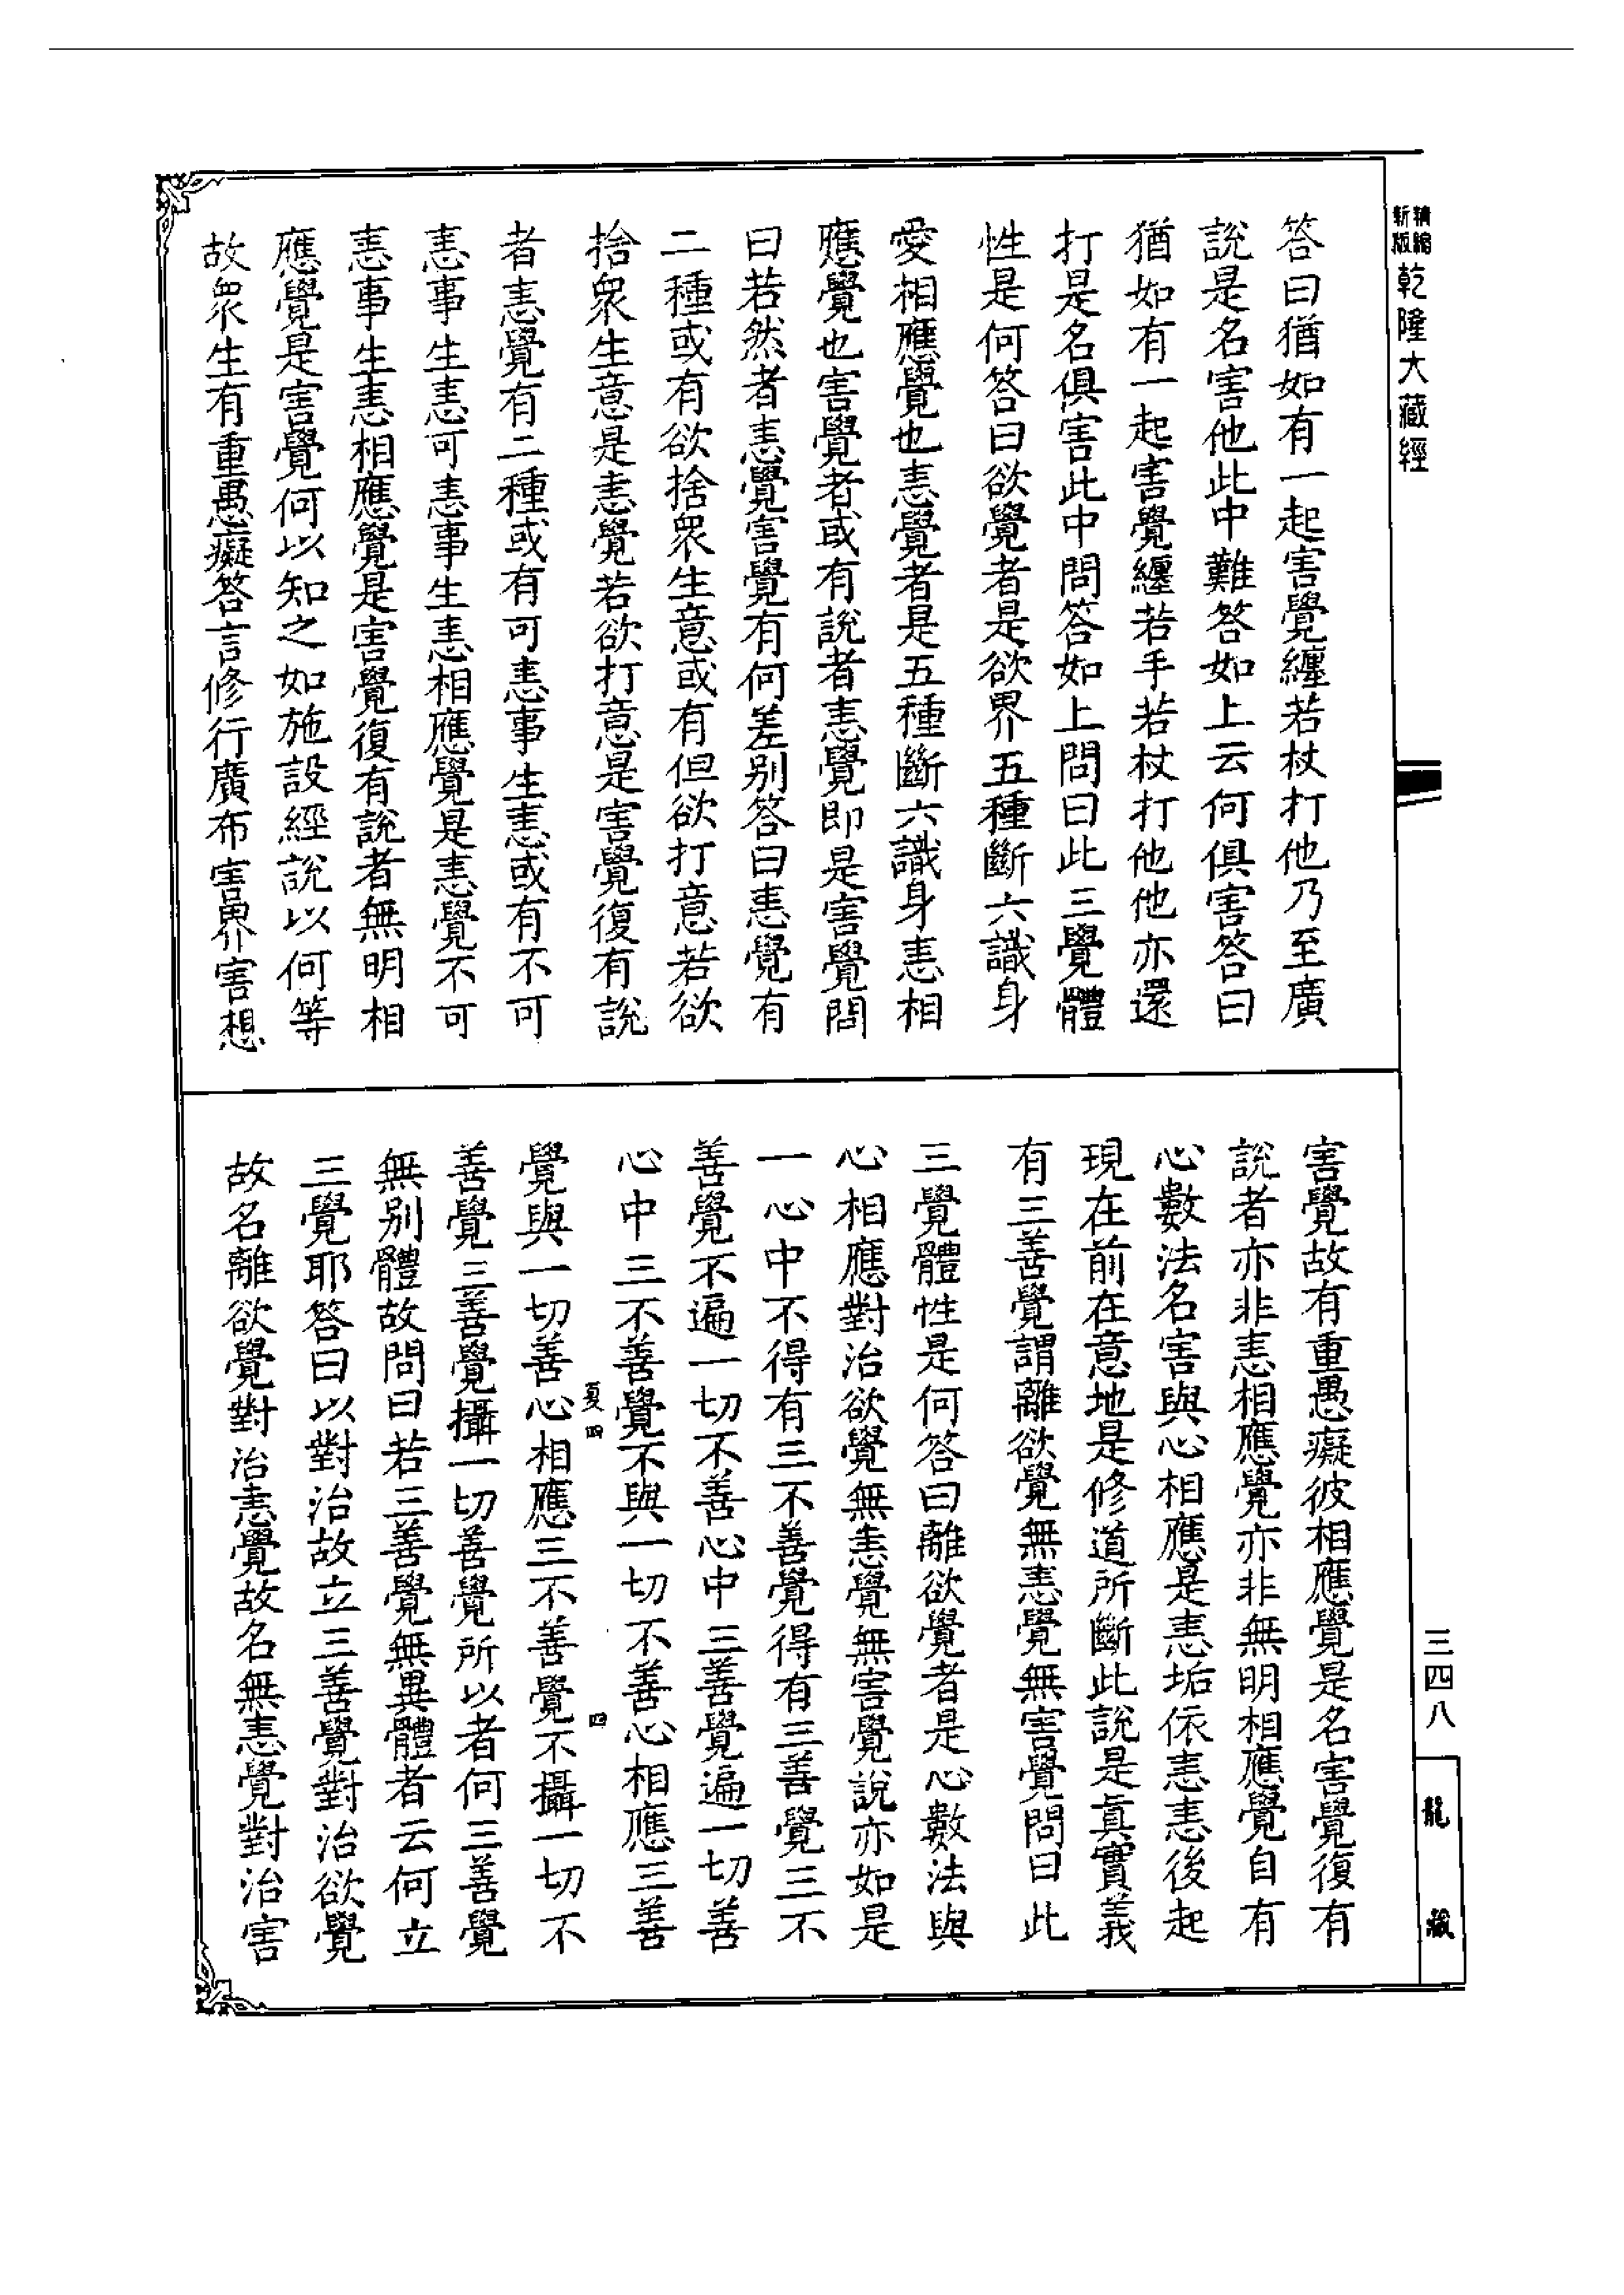 精縮新版乾隆大藏經
答曰猶如有一起害覺纏若杖打他乃至廣
說是名害他此中難答如上云何俱害答曰
猶如有一起害覺纏若手若杖打他他亦還
打是名俱害此中問答如上問曰此三覺體
性是何答曰欲覺者是欲界五種斷六識身
愛相應覺也恚覺者是五種斷六識身恚相
應覺也害覺者或有說者恚覺即是害覺問
曰若然者恚覺害覺有何差別答曰恚覺有
二種或有欲捨眾生意或有但欲打意若欲
捨眾生意是恚覺若欲打意是害覺復有說
者恚覺有二種或有可恚事生恚或有不可
恚事生恚可恚事生恚相應覺是恚覺不可
恚事生恚相應覺是害覺復有說者無明相
應覺是害覺何以知之如施設經說以何等
故眾生有重愚癡答言修行廣布害界害想
害覺故有重愚癡彼相應覺是名害覺復有
說者亦非恚相應覺亦非無明相應覺自有
心數法名害與心相應是恚垢依恚恚後起
現在前在意地是修道所斷此說是真實義
有三善覺謂離欲覺無恚覺無害覺問曰此
三覺體性是何答曰離欲覺者是心數法與
心相應對治欲覺無恚覺無害覺說亦如是
一心中不得有三不善覺得有三善覺三不
善覺不遍一切不善心中三善覺遍一切善
心中三不善覺不與一切不善心相應三善
覺與一切善心相應三不善覺不攝一切不
善覺三善覺攝一切善覺所以者何三善覺
無別體故問曰若三善覺無異體者云何立
三覺耶答曰以對治故立三善覺對治欲覺
故名離欲覺對治恚覺故名無恚覺對治害
夏四
四
三四八
龍藏